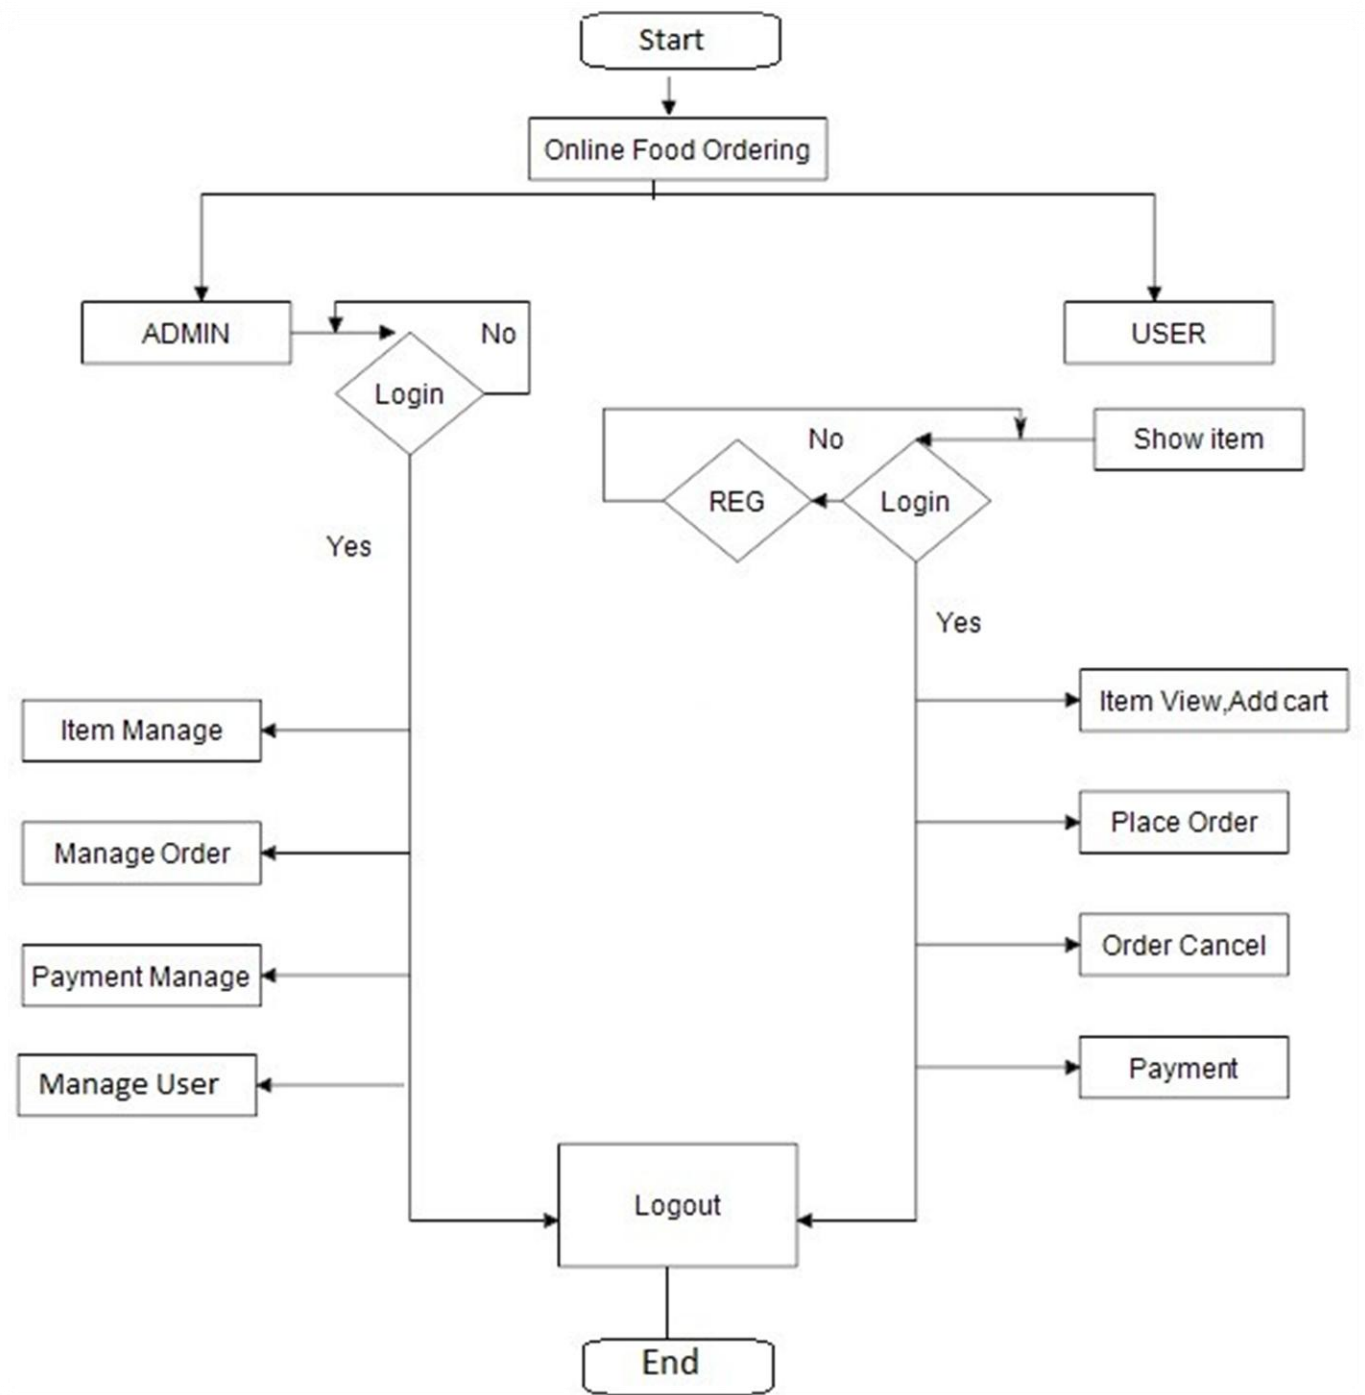 Start
Online Food Ordering
ADMIN
No
USER
Login
No
Show item
REG
Login
Yes
Yes
Item View,Add cart
Item Manage
Place Order
Manage Order
Order Cancel
Payment Manage
Payment
Manage User
Logout
End